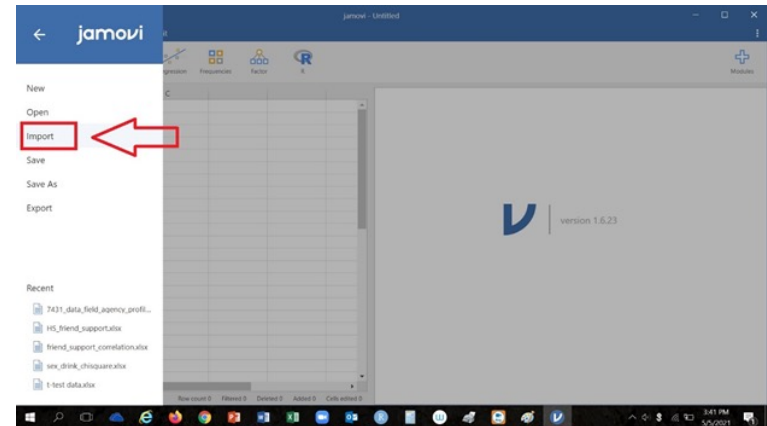 jamovi - Untitled
jamovi
Regression Frequencies Factor R
Modules
C
New
Open
Import
Save
Save As
Export
version 1.6.23
Recent
7431_data_field_agency_profil...
HS_friend_support.xlsx
friend_support_correlation.xlsx
sex_drink_chisquare.xlsx
t-test data.xlsx
Row count 0 Filtered 0 Deleted 0 Added 0 Cells edited 0
3:41 PM
5/5/2021